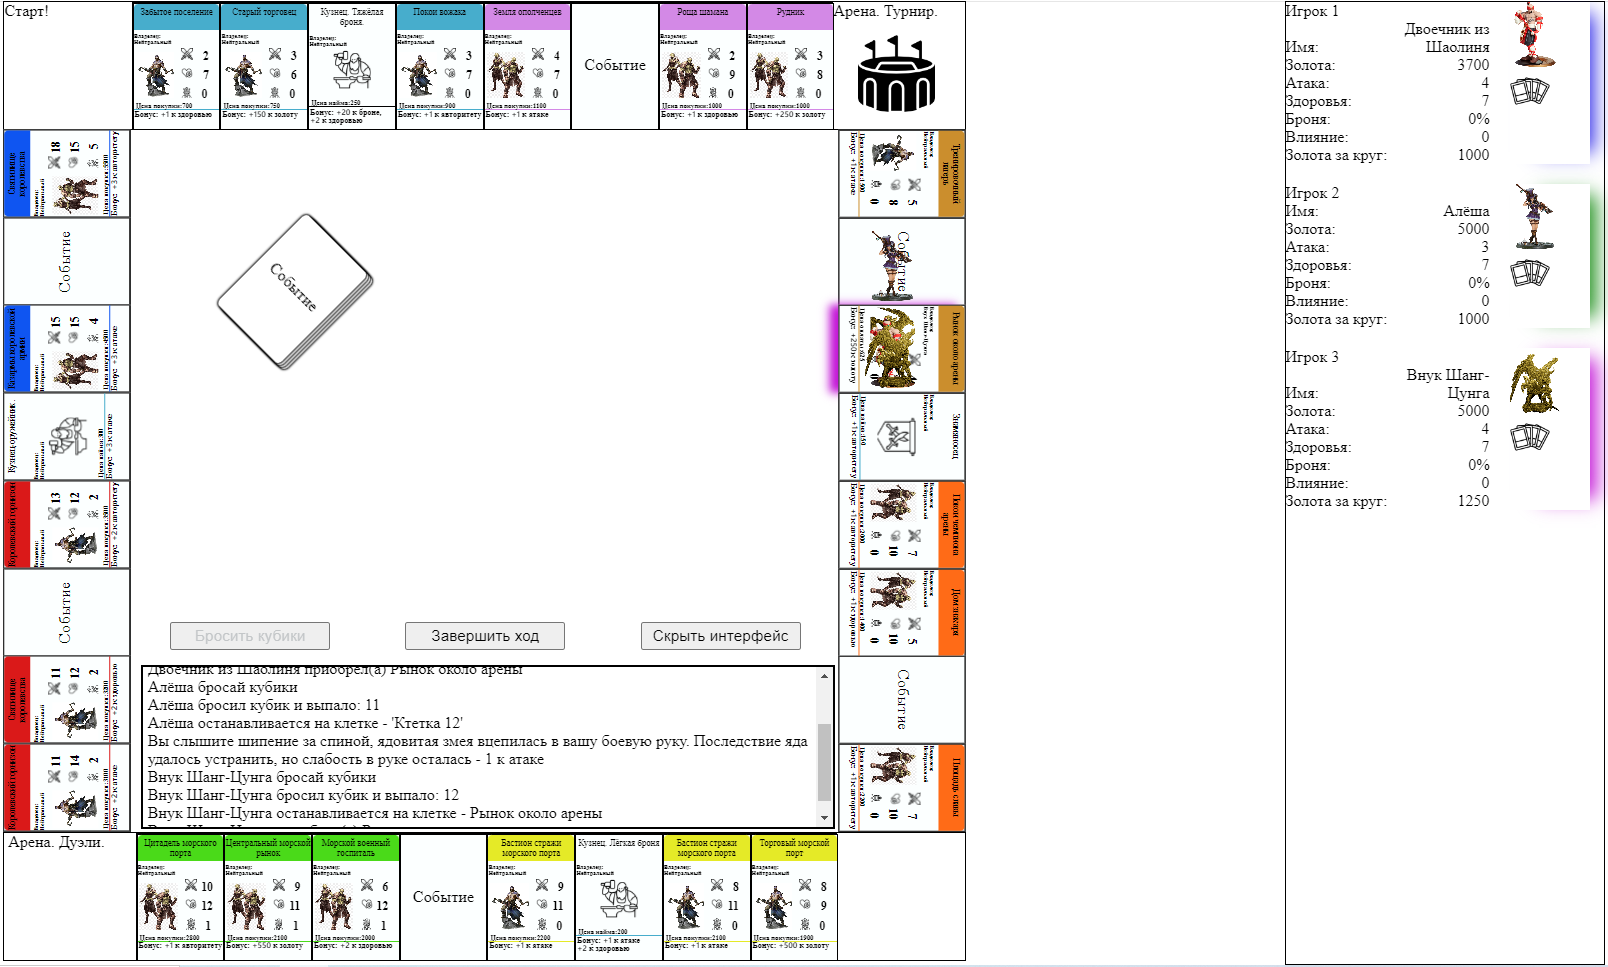 Старт!
Забытое поселение
Владелец:
Нейтральный
2
7
0
Цена покупки:700
Бонус: +1 к здоровью
Старый торговец
Владелец:
Нейтральный
3
6
0
Цена покупки:750
Бонус: +150 к золоту
Кузнец. Тяжёлая
броня.
Владелец:
Нейтральный
Цена найма:250
Бонус: +20 к броне,
+2 к здоровью
Покои вожака
Владелец:
Нейтральный
3
7
0
Цена покупки:900
Бонус: +1 к авторитету
Земля ополченцев
Владелец:
Нейтральный
4
7
0
Цена покупки:1100
Бонус: +1 к атаке
Событие
Роща шамана
Владелец:
Нейтральный
2
9
0
Цена покупки:1000
Бонус: +1 к здоровью
Рудник
Владелец:
Нейтральный
3
8
0
Цена покупки:1000
Бонус: +250 к золоту
Арена. Турнир.
Тренировочный
лагерь
5
8
0
Бонус: +1 к атаке
Событие
Рынок около арены
Бонус: +250 к золоту
Знаменосец
Бонус: +1 к авторитету
Покои чемпиона
арены
7
10
0
Цена покупки:2000
Бонус: +1 к авторитету
Дом знахаря
5
10
0
Цена покупки:1400
Бонус: +1 к здоровью
Событие
Площадь славы
7
10
0
Цена покупки:2200
Бонус: +1 к авторитету
18
15
5
Бонус: +3 к авторитету
Событие
Казармы королевской
армии
15
15
4
Бонус: +3 к атаке
Кузнец-оружейник.
Бонус: +3 к атаке
13
12
2
Бонус: +2 к авторитету
Событие
11
12
2
Бонус: +2 к здоровью
11
14
2
Бонус: +2 к атаке
Событие
Бросить кубики
Завершить ход
Скрыть интерфейс
Двоечник из Шаолиня приобрел(а) Рынок около арены
Алёша бросай кубики
Алёша бросил кубик и выпало: 11
Алёша останавливается на клетке - 'Ктетка 12'
Вы слышите шипение за спиной, ядовитая змея вцепилась в вашу боевую руку. Последствие яда
удалось устранить, но слабость в руке осталась - 1 к атаке
Внук Шанг-Цунга бросай кубики
Внук Шанг-Цунга бросил кубик и выпало: 12
Внук Шанг-Цунга останавливается на клетке - Рынок около арены
Арена. Дуэли.
Цитадель морского
порта
Владелец:
Нейтральный
10
12
1
Цена покупки:2800
Бонус: +1 к авторитету
Центральный морской
рынок
Владелец:
Нейтральный
9
11
1
Цена покупки:2100
Бонус: +550 к золоту
Морской военный
госпиталь
Владелец:
Нейтральный
6
12
1
Цена покупки:2000
Бонус: +2 к здоровью
Событие
Бастион стражи
морского порта
Владелец:
Нейтральный
9
11
0
Цена покупки:2200
Бонус: +1 к атаке
Кузнец. Лёгкая броня
Владелец:
Нейтральный
Цена найма:200
Бонус: +1 к атаке
+2 к здоровью
Бастион стражи
морского порта
Владелец:
Нейтральный
8
11
0
Цена покупки:2100
Бонус: +1 к атаке
Торговый морской
порт
Владелец:
Нейтральный
8
9
0
Цена покупки:1900
Бонус: +500 к золоту
Игрок 1
Двоечник из
Имя: Шаолиня
Золота: 3700
Атака: 4
Здоровья: 7
Броня: 0%
Влияние: 0
Золота за круг: 1000
Игрок 2
Имя: Алёша
Золота: 5000
Атака: 3
Здоровья: 7
Броня: 0%
Влияние: 0
Золота за круг: 1000
Игрок 3
Внук Шанг-
Имя: Цунга
Золота: 5000
Атака: 4
Здоровья: 7
Броня: 0%
Влияние: 0
Золота за круг: 1250